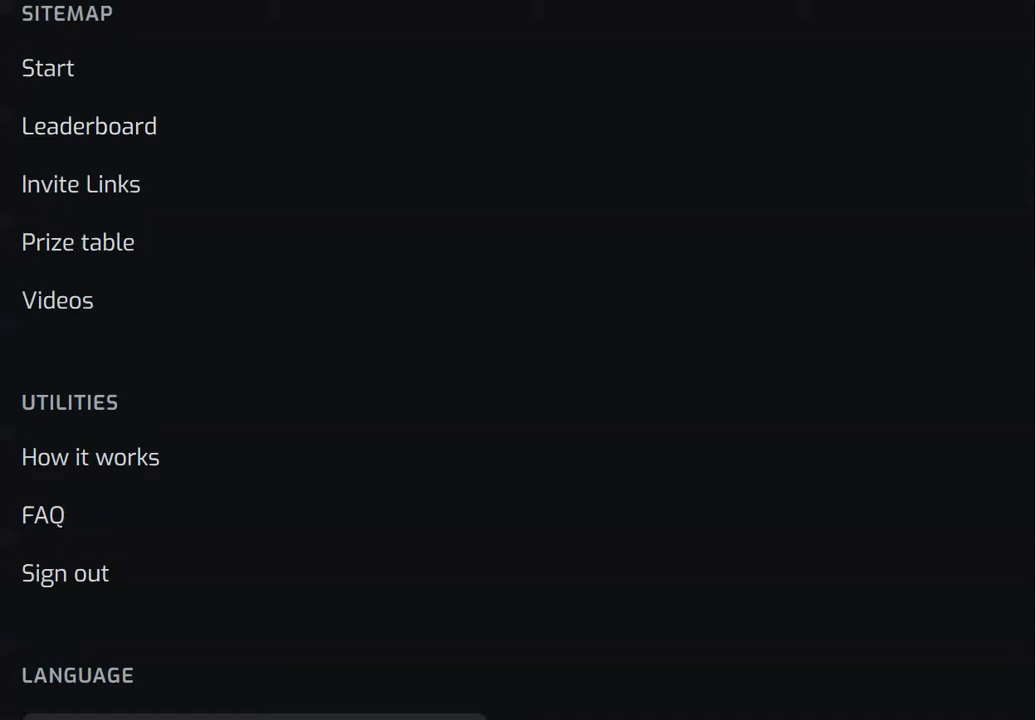 SITEMAP
Start
Leaderboard
Invite Links
Prize table
Videos
UTILITIES
How it works
FAQ
Sign out
LANGUAGE